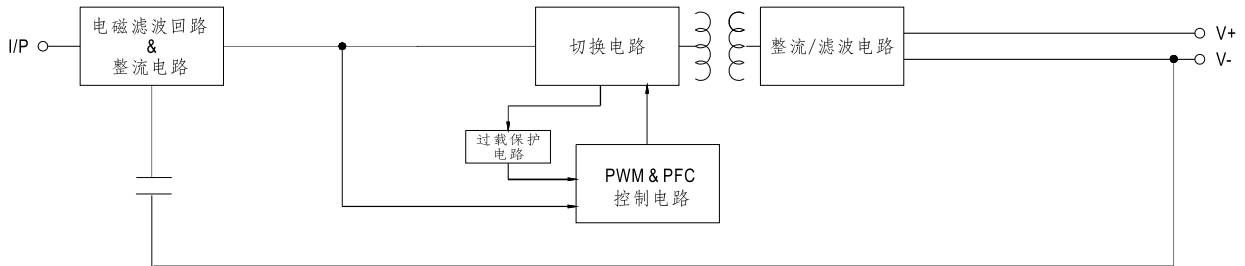 I/P
电磁滤波回路
&
整流电路
切换电路
整流/滤波电路
V+
V-
过载保护
电路
PWM & PFC
控制电路